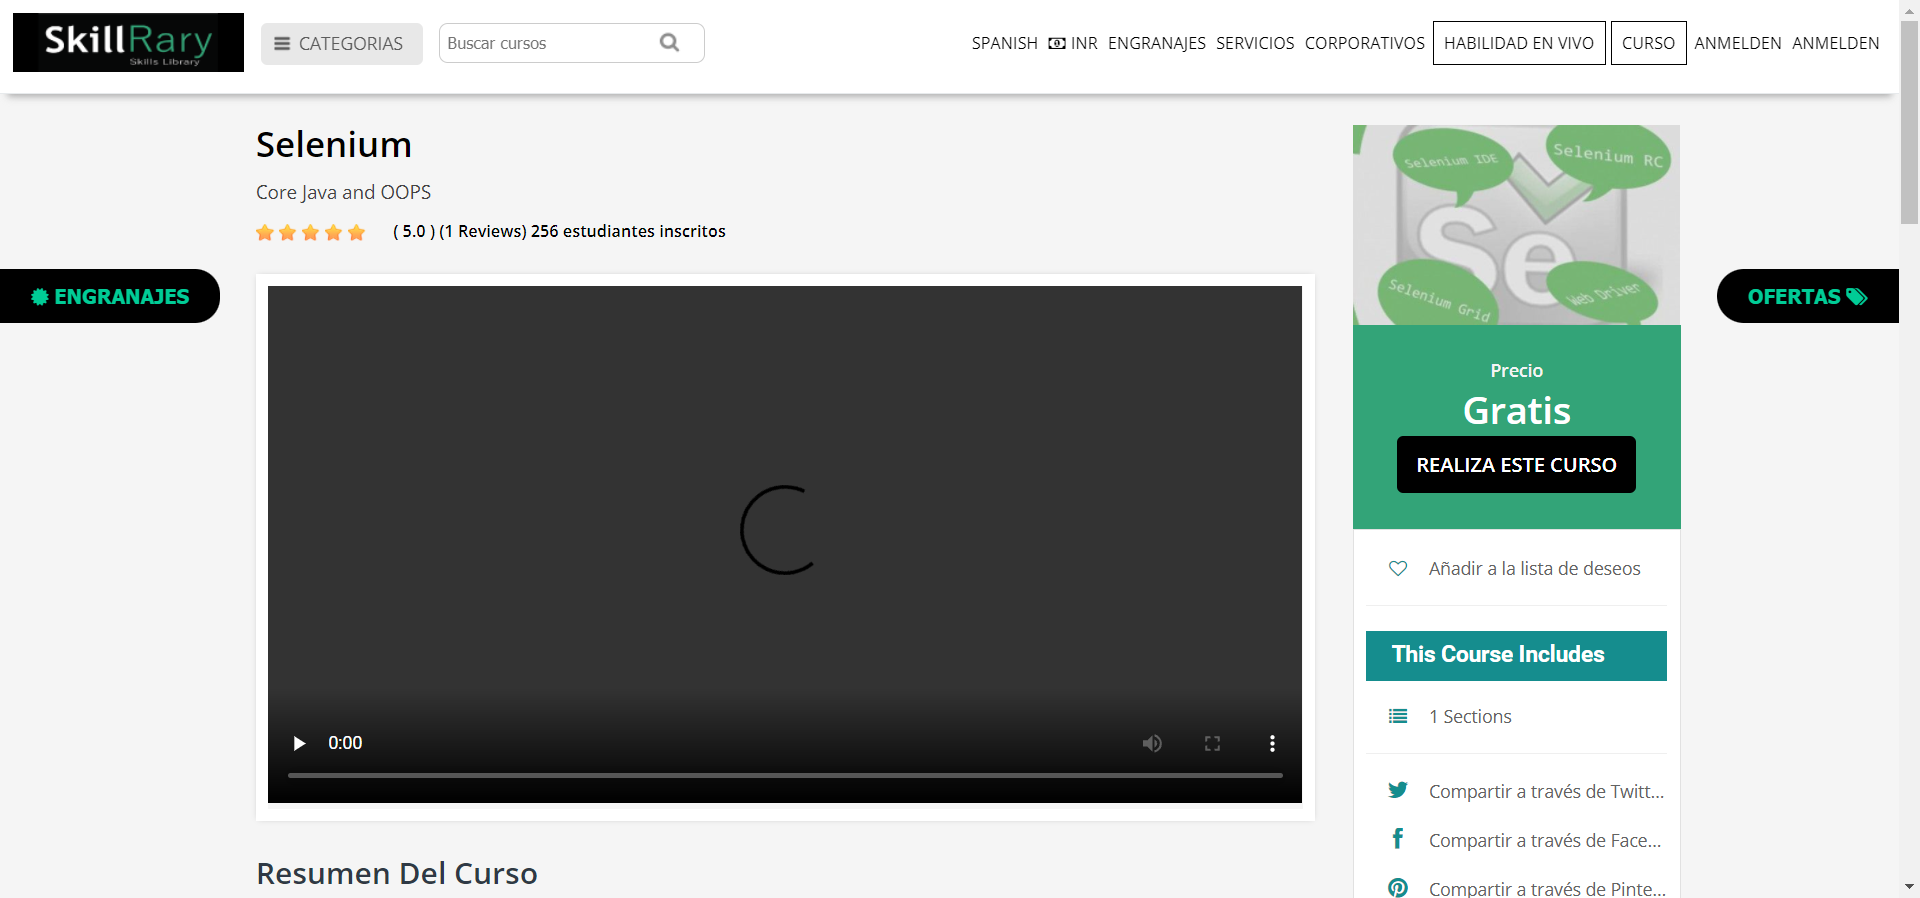 SkillRary
Skills Library
CATEGORIAS
Buscar cursos
SPANISH INR ENGRANAJES SERVICIOS CORPORATIVOS HABILIDAD EN VIVO CURSO ANMELDEN ANMELDEN
Selenium
Core Java and OOPS
( 5.0 ) (1 Reviews) 256 estudiantes inscritos
ENGRANAJES
OFERTAS
Selenium IDE
Selenium RC
Se
Selenium Grid
Web Driver
Precio
Gratis
REALIZA ESTE CURSO
Añadir a la lista de deseos
This Course Includes
1 Sections
Compartir a través de Twitt...
Compartir a través de Face...
Compartir a través de Pinte...
0:00
Resumen Del Curso